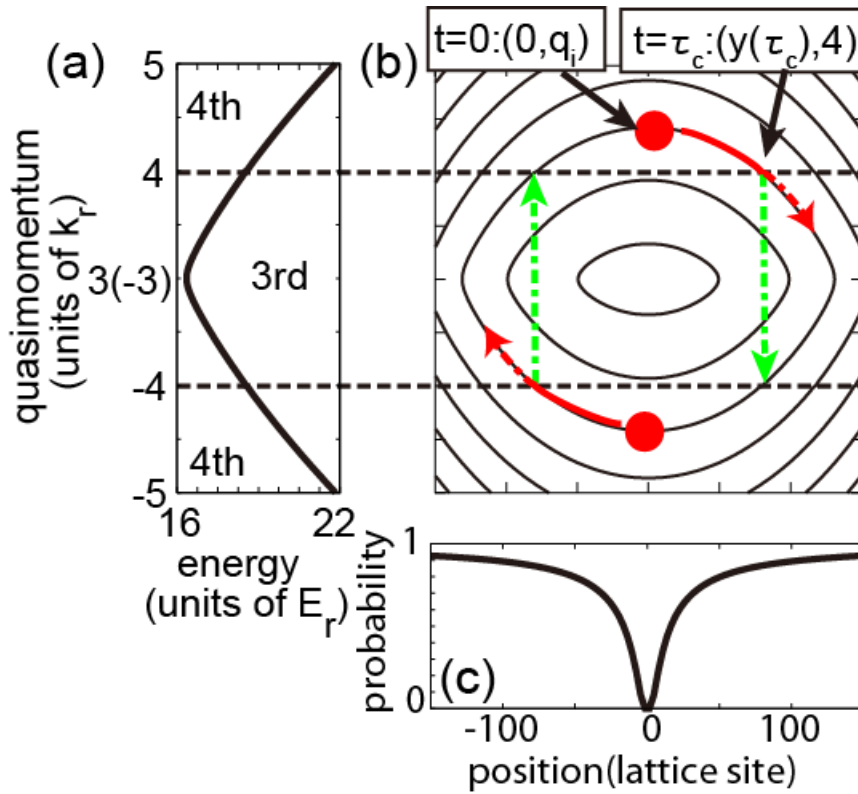 (a)
(b)
t=0:(0,q_i)
t=τ_c:(y(τ_c),4)
5
4
3(-3)
-4
-5
quasimomentum
(units of k_r)
4th
3rd
4th
16
22
energy
(units of E_r)
1
0
probability
(c)
-100
0
100
position(lattice site)